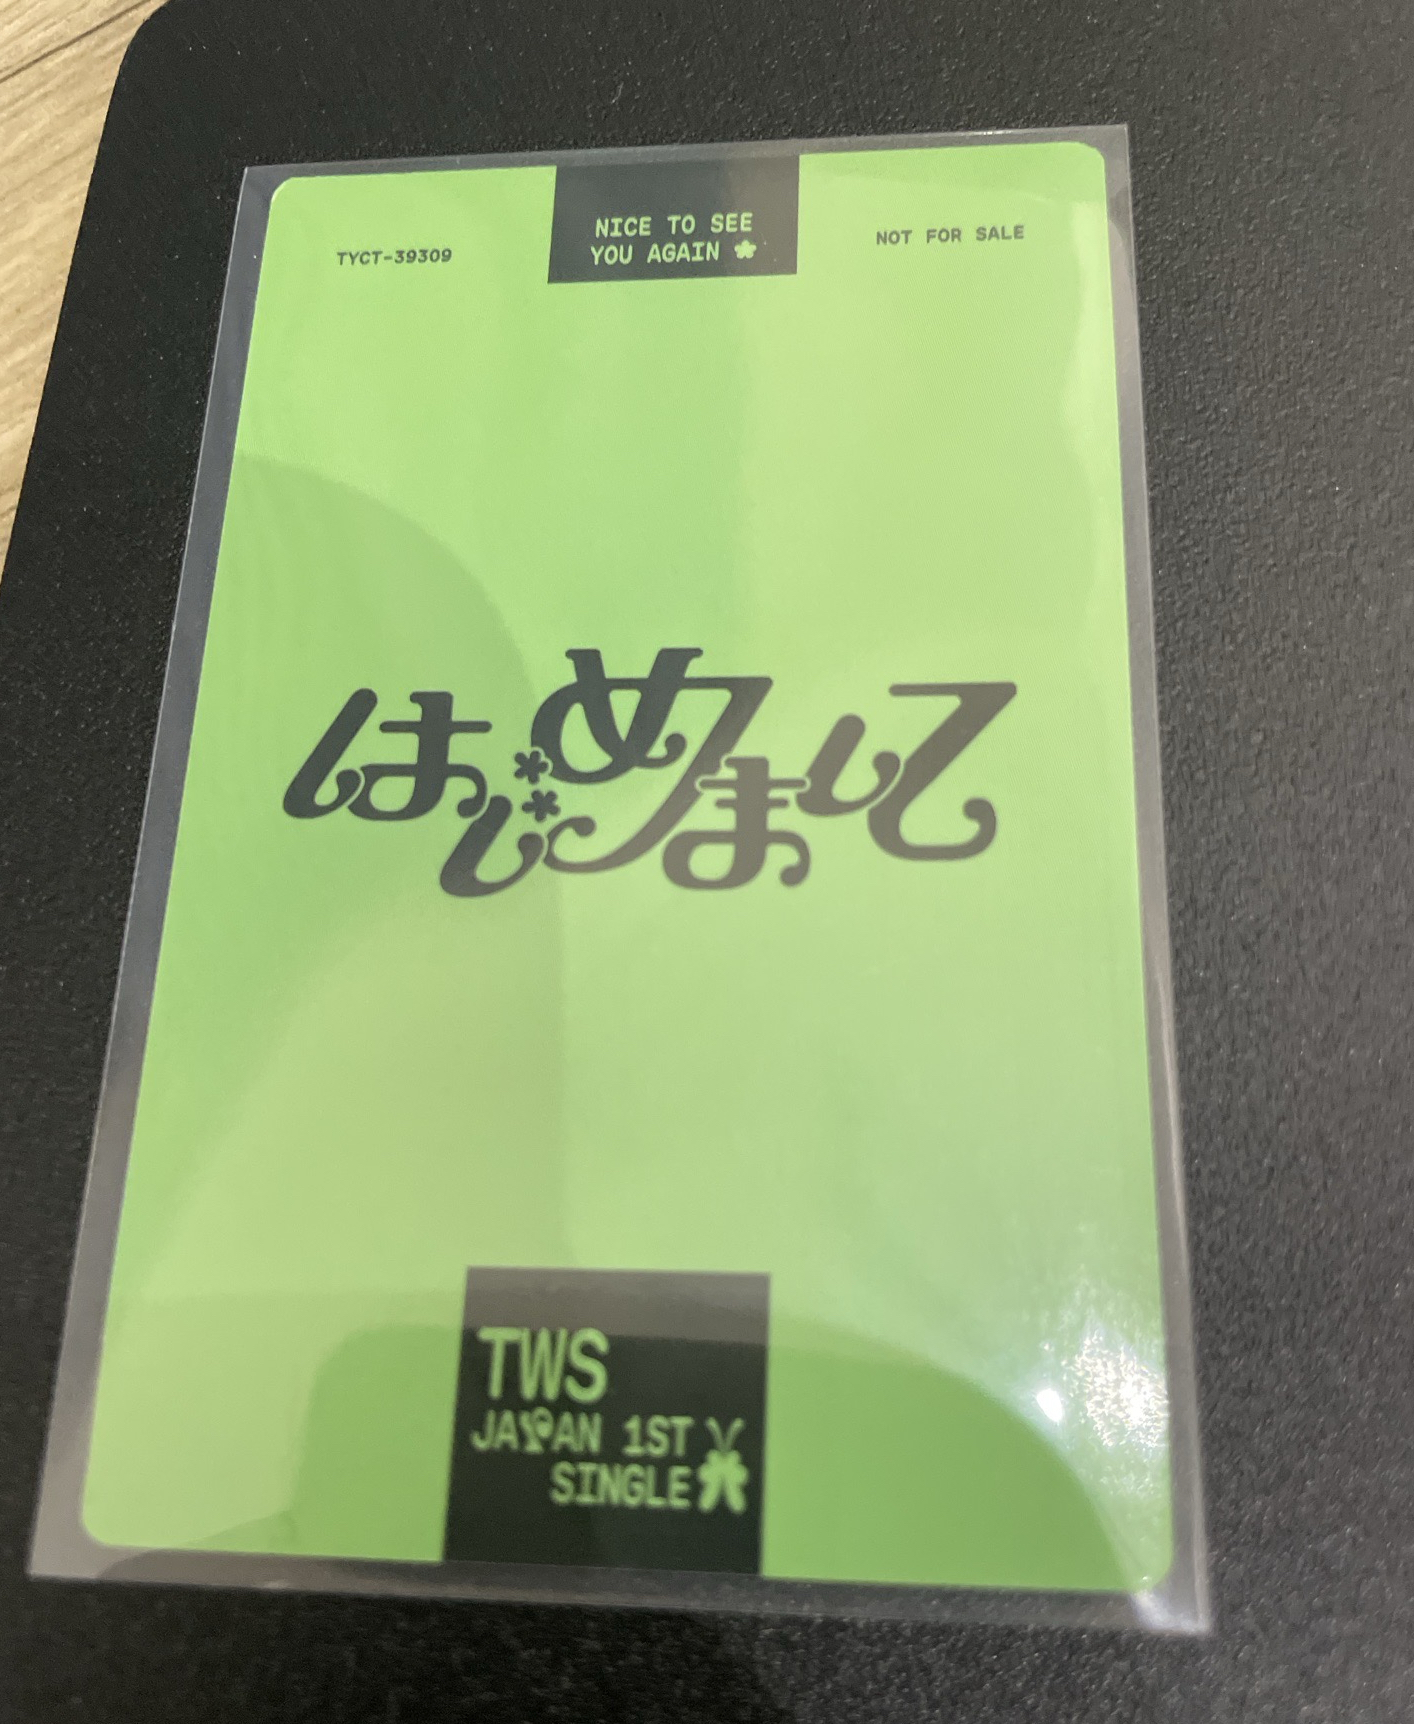 TYCT-39309
NICE TO SEE
YOU AGAIN
NOT FOR SALE
はじめまして
TWS
JAPAN 1ST
SINGLE